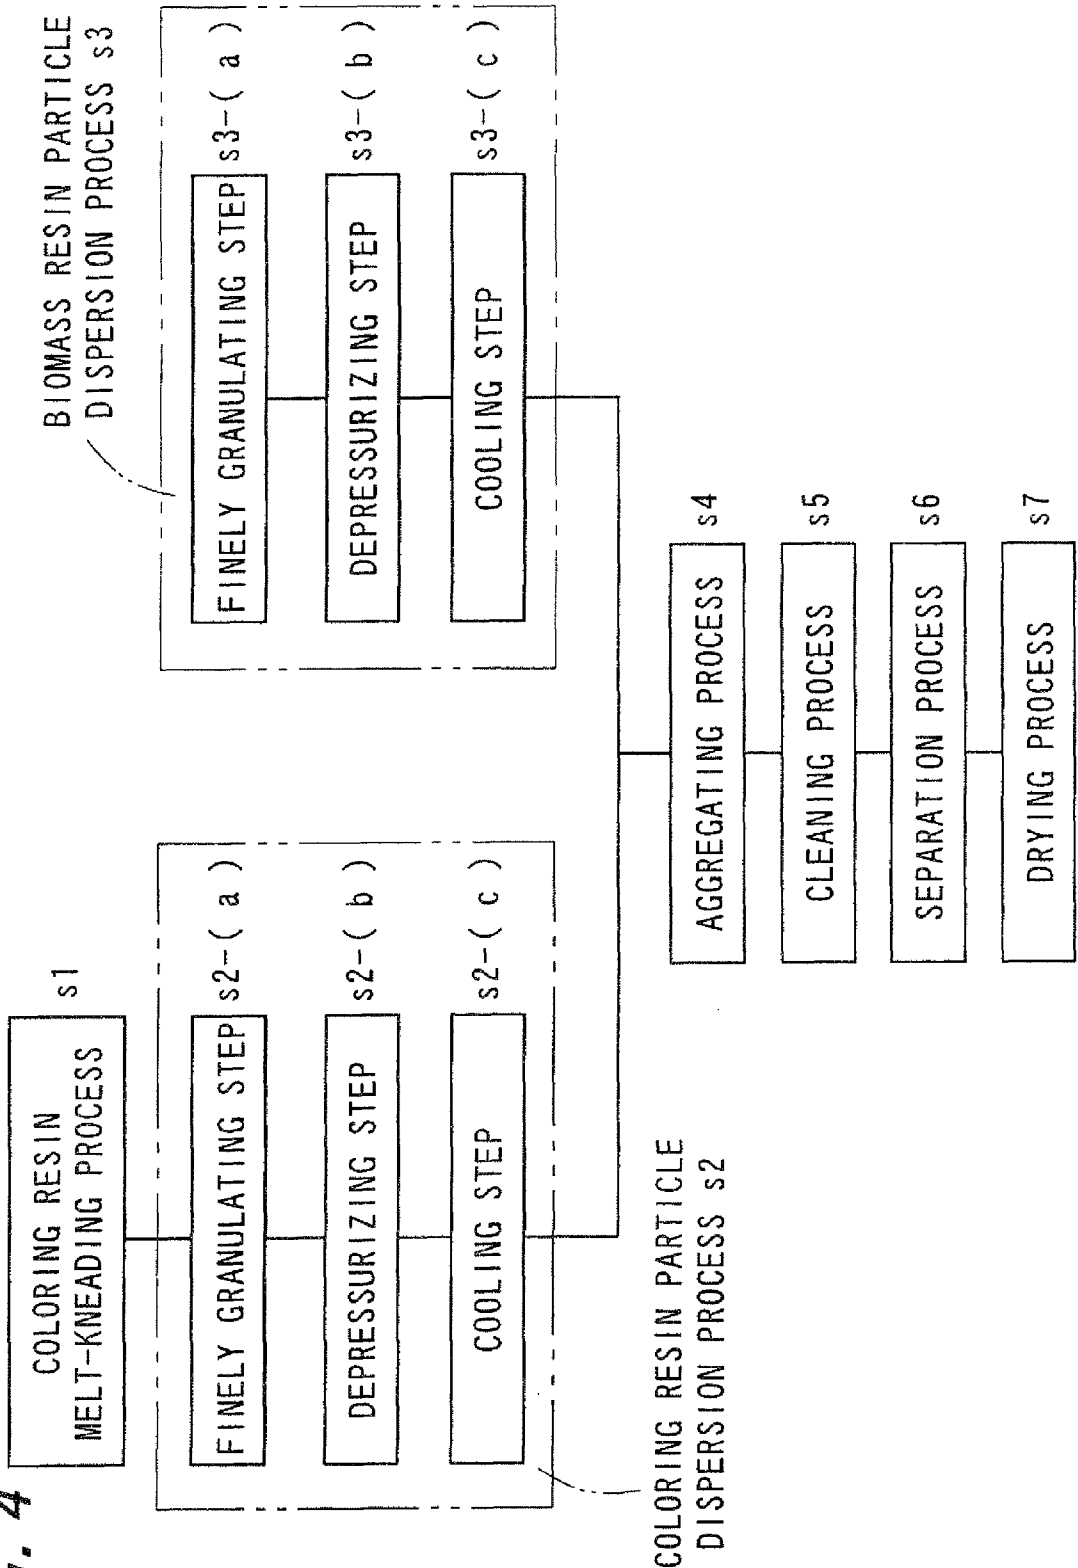 . 4
COLORING RESIN
MELT-KNEADING PROCESS
s1
FINELY GRANULATING STEP
s2-(a)
DEPRESSURIZING STEP
s2-(b)
COOLING STEP
s2-(c)
COLORING RESIN PARTICLE
DISPERSION PROCESS s2
BIOMASS RESIN PARTICLE
DISPERSION PROCESS s3
FINELY GRANULATING STEP
s3-(a)
DEPRESSURIZING STEP
s3-(b)
COOLING STEP
s3-(c)
AGGREGATING PROCESS
s4
CLEANING PROCESS
s5
SEPARATION PROCESS
s6
DRYING PROCESS
s7